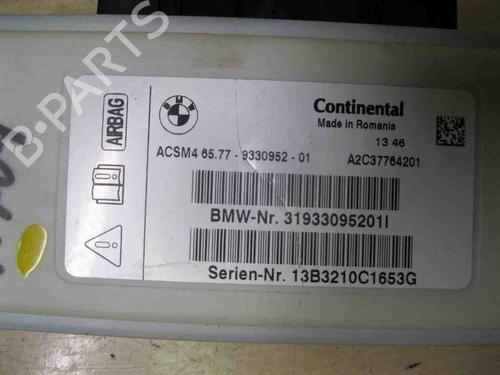 B-PARTS
AIRBAG
BMW
Continental
Made in Romania
13 46
ACSM4 65.77 - 9330952 - 01
A2C37764201
BMW-Nr. 31933095201I
Serien-Nr. 13B3210C1653G